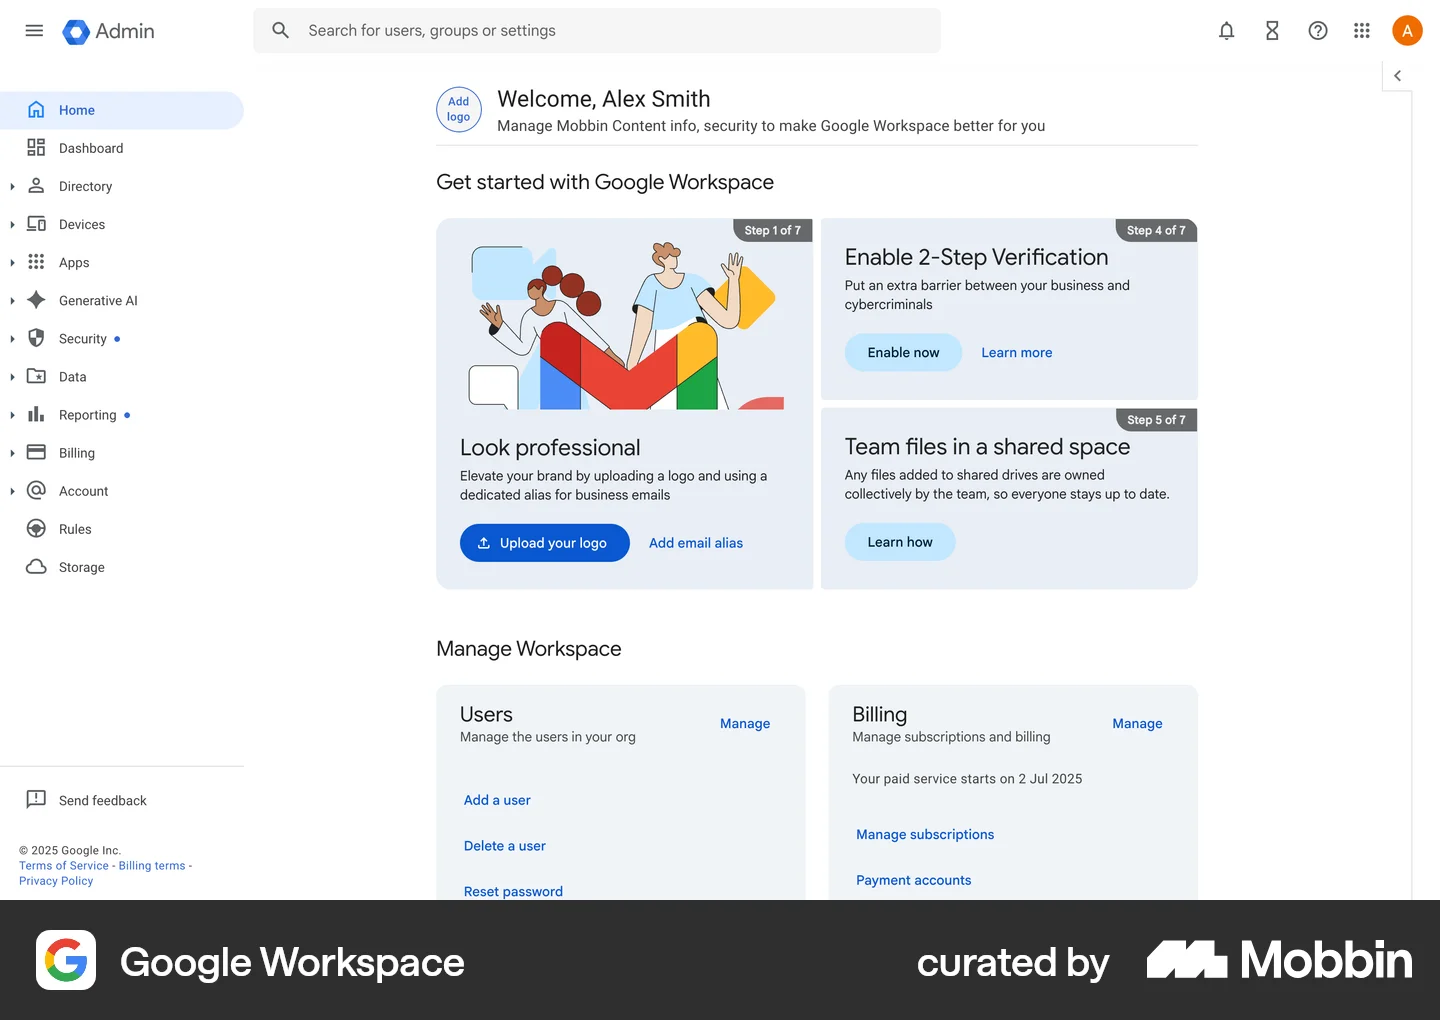 Admin
Search for users, groups or settings
A
Home
Dashboard
Directory
Devices
Apps
Generative AI
Security
Data
Reporting
Billing
Account
Rules
Storage
Send feedback
© 2025 Google Inc.
Terms of Service - Billing terms -
Privacy Policy
Add
logo
Welcome, Alex Smith
Manage Mobbin Content info, security to make Google Workspace better for you
Get started with Google Workspace
Step 1 of 7
Look professional
Elevate your brand by uploading a logo and using a
dedicated alias for business emails
Upload your logo
Add email alias
Step 4 of 7
Enable 2-Step Verification
Put an extra barrier between your business and
cybercriminals
Enable now
Learn more
Step 5 of 7
Team files in a shared space
Any files added to shared drives are owned
collectively by the team, so everyone stays up to date.
Learn how
Manage Workspace
Users
Manage the users in your org
Manage
Add a user
Delete a user
Reset password
Billing
Manage subscriptions and billing
Manage
Your paid service starts on 2 Jul 2025
Manage subscriptions
Payment accounts
Google Workspace
curated by
Mobbin